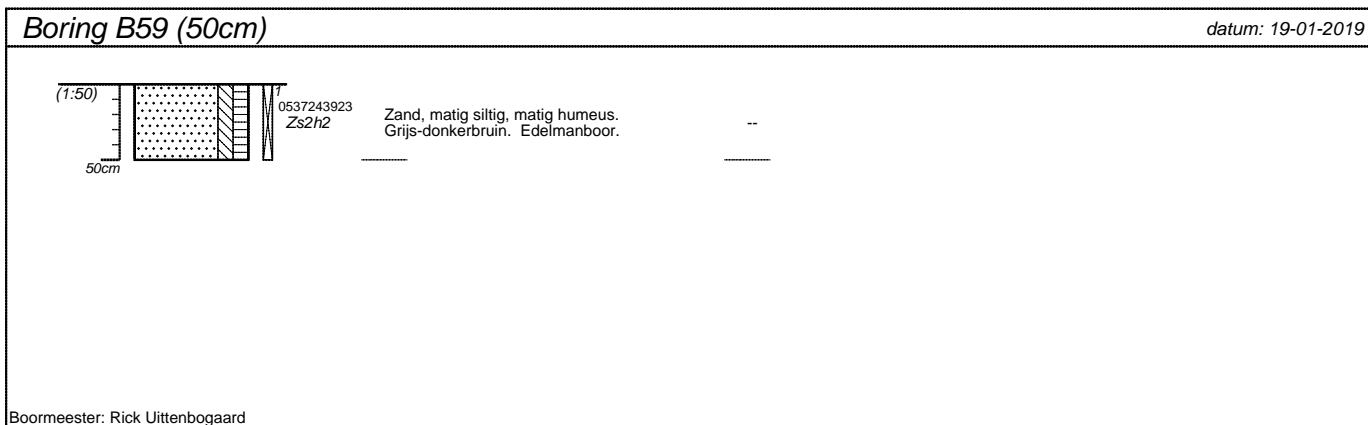 Boring B59 (50cm)
datum: 19-01-2019
(1:50)
1
0537243923
Zs2h2
Zand, matig siltig, matig humeus.
Grijs-donkerbruin. Edelmanboor.
--
50cm
Boormeester: Rick Uittenbogaard